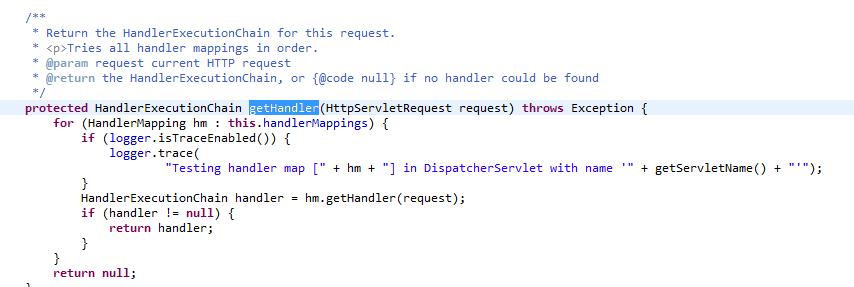 /**
 * Return the HandlerExecutionChain for this request.
 * <p>Tries all handler mappings in order.
 * @param request current HTTP request
 * @return the HandlerExecutionChain, or {@code null} if no handler could be found
 */
protected HandlerExecutionChain getHandler(HttpServletRequest request) throws Exception {
    for (HandlerMapping hm : this.handlerMappings) {
        if (logger.isTraceEnabled()) {
            logger.trace(
                    "Testing handler map [" + hm + "] in DispatcherServlet with name '" + getServletName() + "'");
        }
        HandlerExecutionChain handler = hm.getHandler(request);
        if (handler != null) {
            return handler;
        }
    }
    return null;